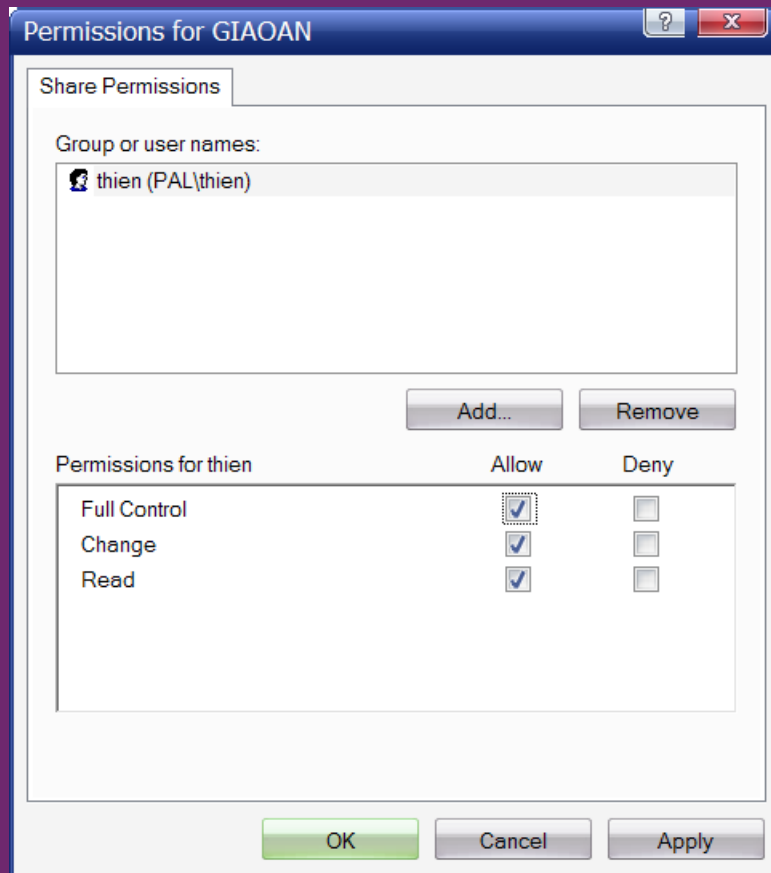 Permissions for GIAOAN
Share Permissions
Group or user names:
thien (PAL\thien)
Add... Remove
Permissions for thien Allow Deny
Full Control
Change
Read
OK Cancel Apply